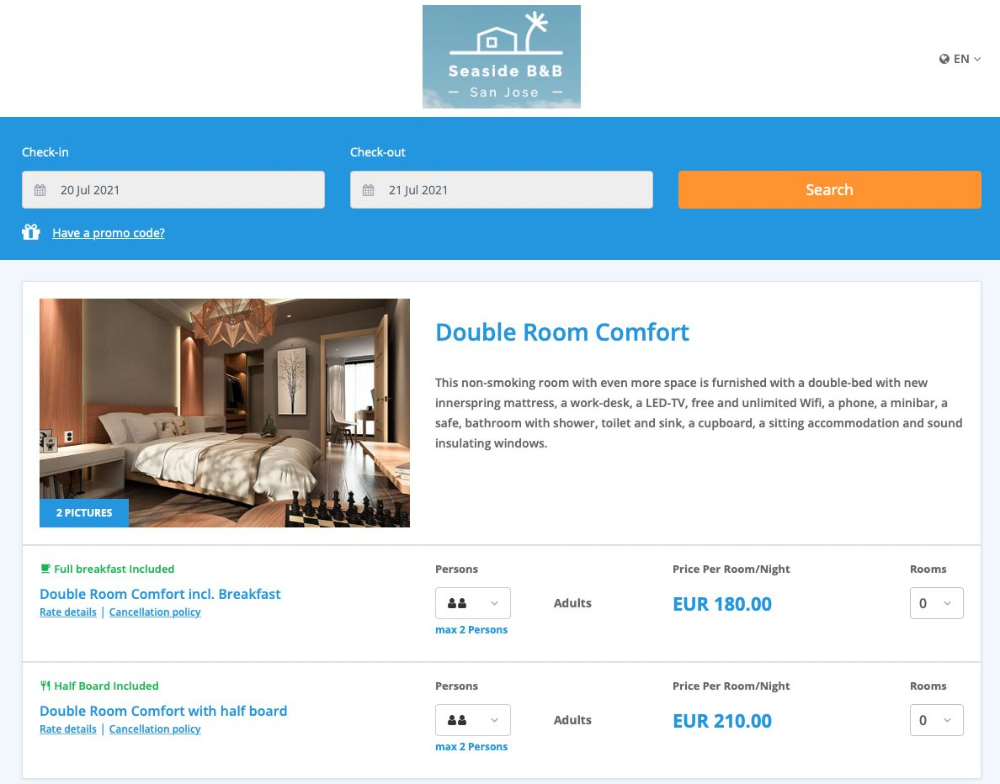 Seaside B&B
— San Jose —
EN
Check-in
Check-out
20 Jul 2021
21 Jul 2021
Search
Have a promo code?
Double Room Comfort
This non-smoking room with even more space is furnished with a double-bed with new
innerspring mattress, a work-desk, a LED-TV, free and unlimited Wifi, a phone, a minibar, a
safe, bathroom with shower, toilet and sink, a cupboard, a sitting accommodation and sound
insulating windows.
2 PICTURES
Full breakfast Included
Persons
Price Per Room/Night
Rooms
Double Room Comfort incl. Breakfast
Adults
EUR 180.00
0
Rate details | Cancellation policy
max 2 Persons
Half Board Included
Persons
Price Per Room/Night
Rooms
Double Room Comfort with half board
Adults
EUR 210.00
0
Rate details | Cancellation policy
max 2 Persons